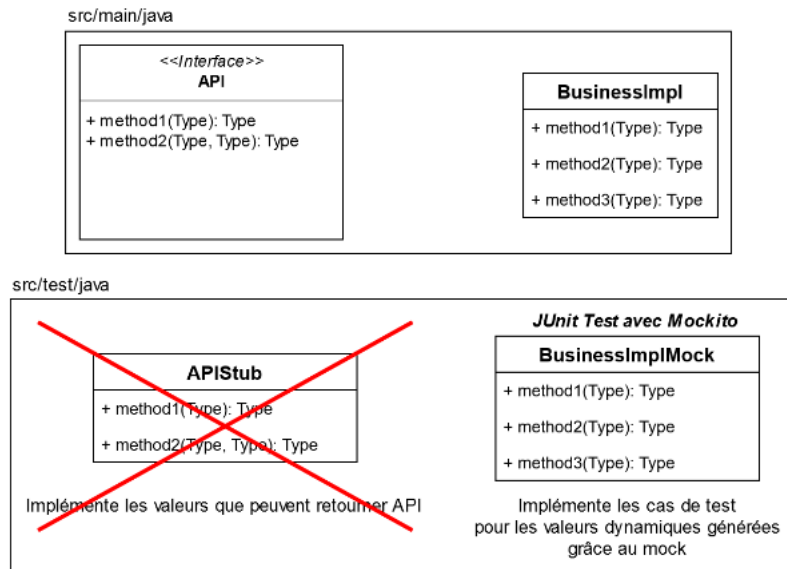 src/main/java
<<Interface>>
API
+ method1(Type): Type
+ method2(Type, Type): Type
BusinessImpl
+ method1(Type): Type
+ method2(Type): Type
+ method3(Type): Type
src/test/java
APIStub
+ method1(Type): Type
+ method2(Type, Type): Type
Implémente les valeurs que peuvent retourner API
JUnit Test avec Mockito
BusinessImplMock
+ method1(Type): Type
+ method2(Type): Type
+ method3(Type): Type
Implémente les cas de test
pour les valeurs dynamiques générées
grâce au mock